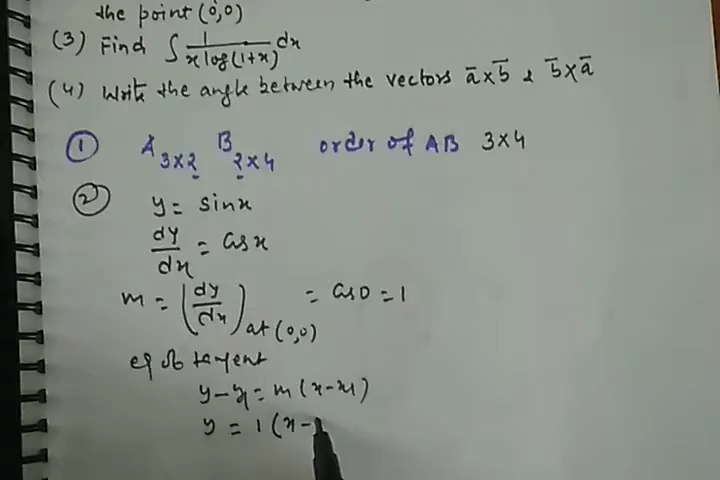 the point (0,0)
(3) Find ∫ 1/(x log(1+x)) dx
(4) Write the angle between the vectors a̅×b̅ & b̅×a̅
① A 3×2 B 2×4 order of AB 3×4
② y = sinx
dy/dx = cosx
m = (dy/dx) at (0,0) = cos0 = 1
eq of tangent
y-y1 = m(x-x1)
y = 1(x-